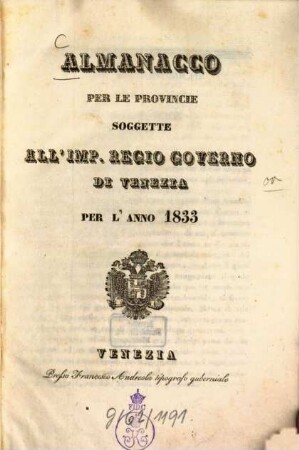 ALMANACCO
PER LE PROVINCIE
SOGGETTE
ALL'IMP. REGIO GOVERNO
DI VENEZIA
PER L'ANNO 1833
VENEZIA
Presso Francesco Andreola tipografo guberniale